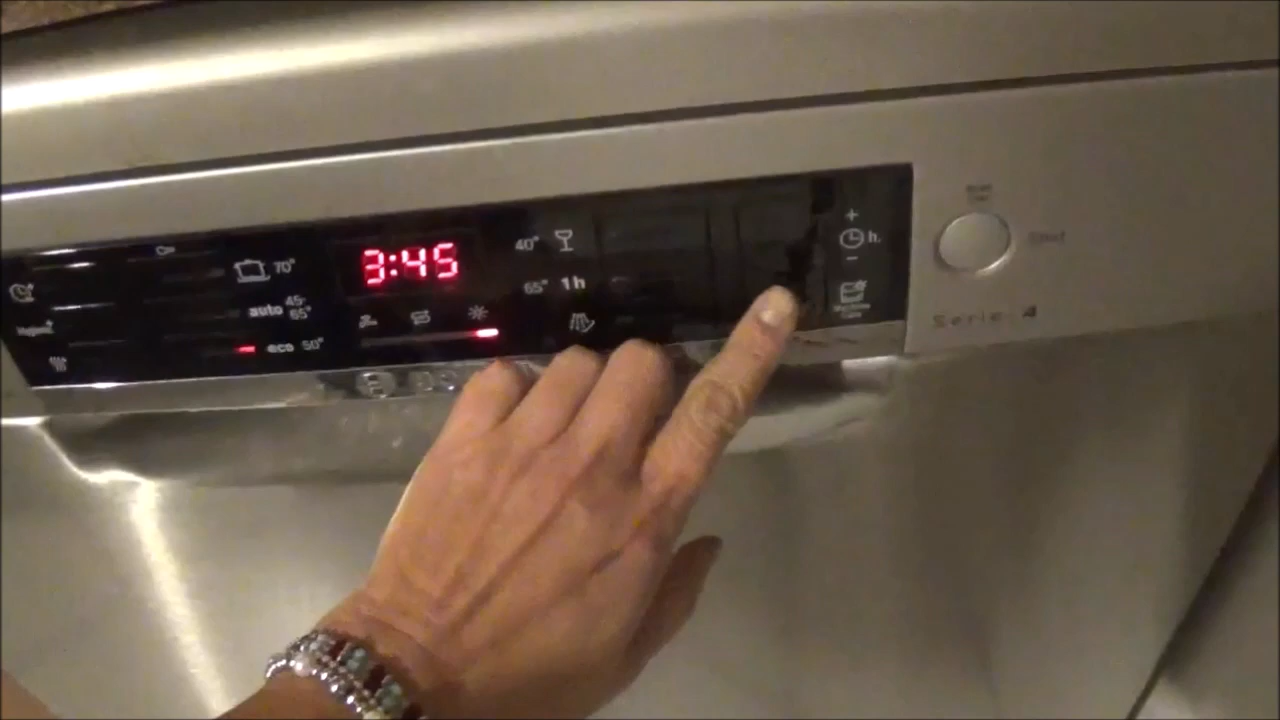 70°
auto 45° 65°
eco 50°
3:45
40°
65° 1h
+
h.
-
Start
Serie 4